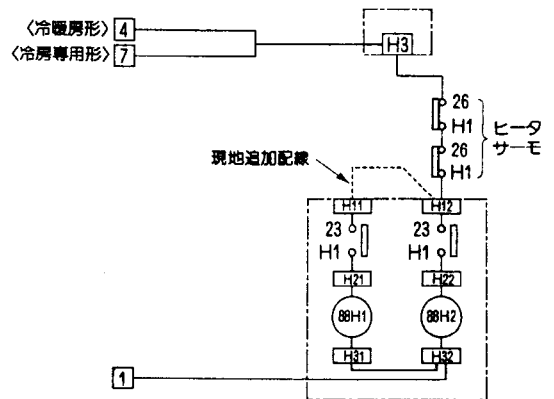 〈冷暖房形〉 4
〈冷房専用形〉 7
H3
26
H1
26
H1
ヒータ
サーモ
現地追加配線
H11
H12
23
H1
23
H1
H21
H22
88H1
88H2
H31
H32
1